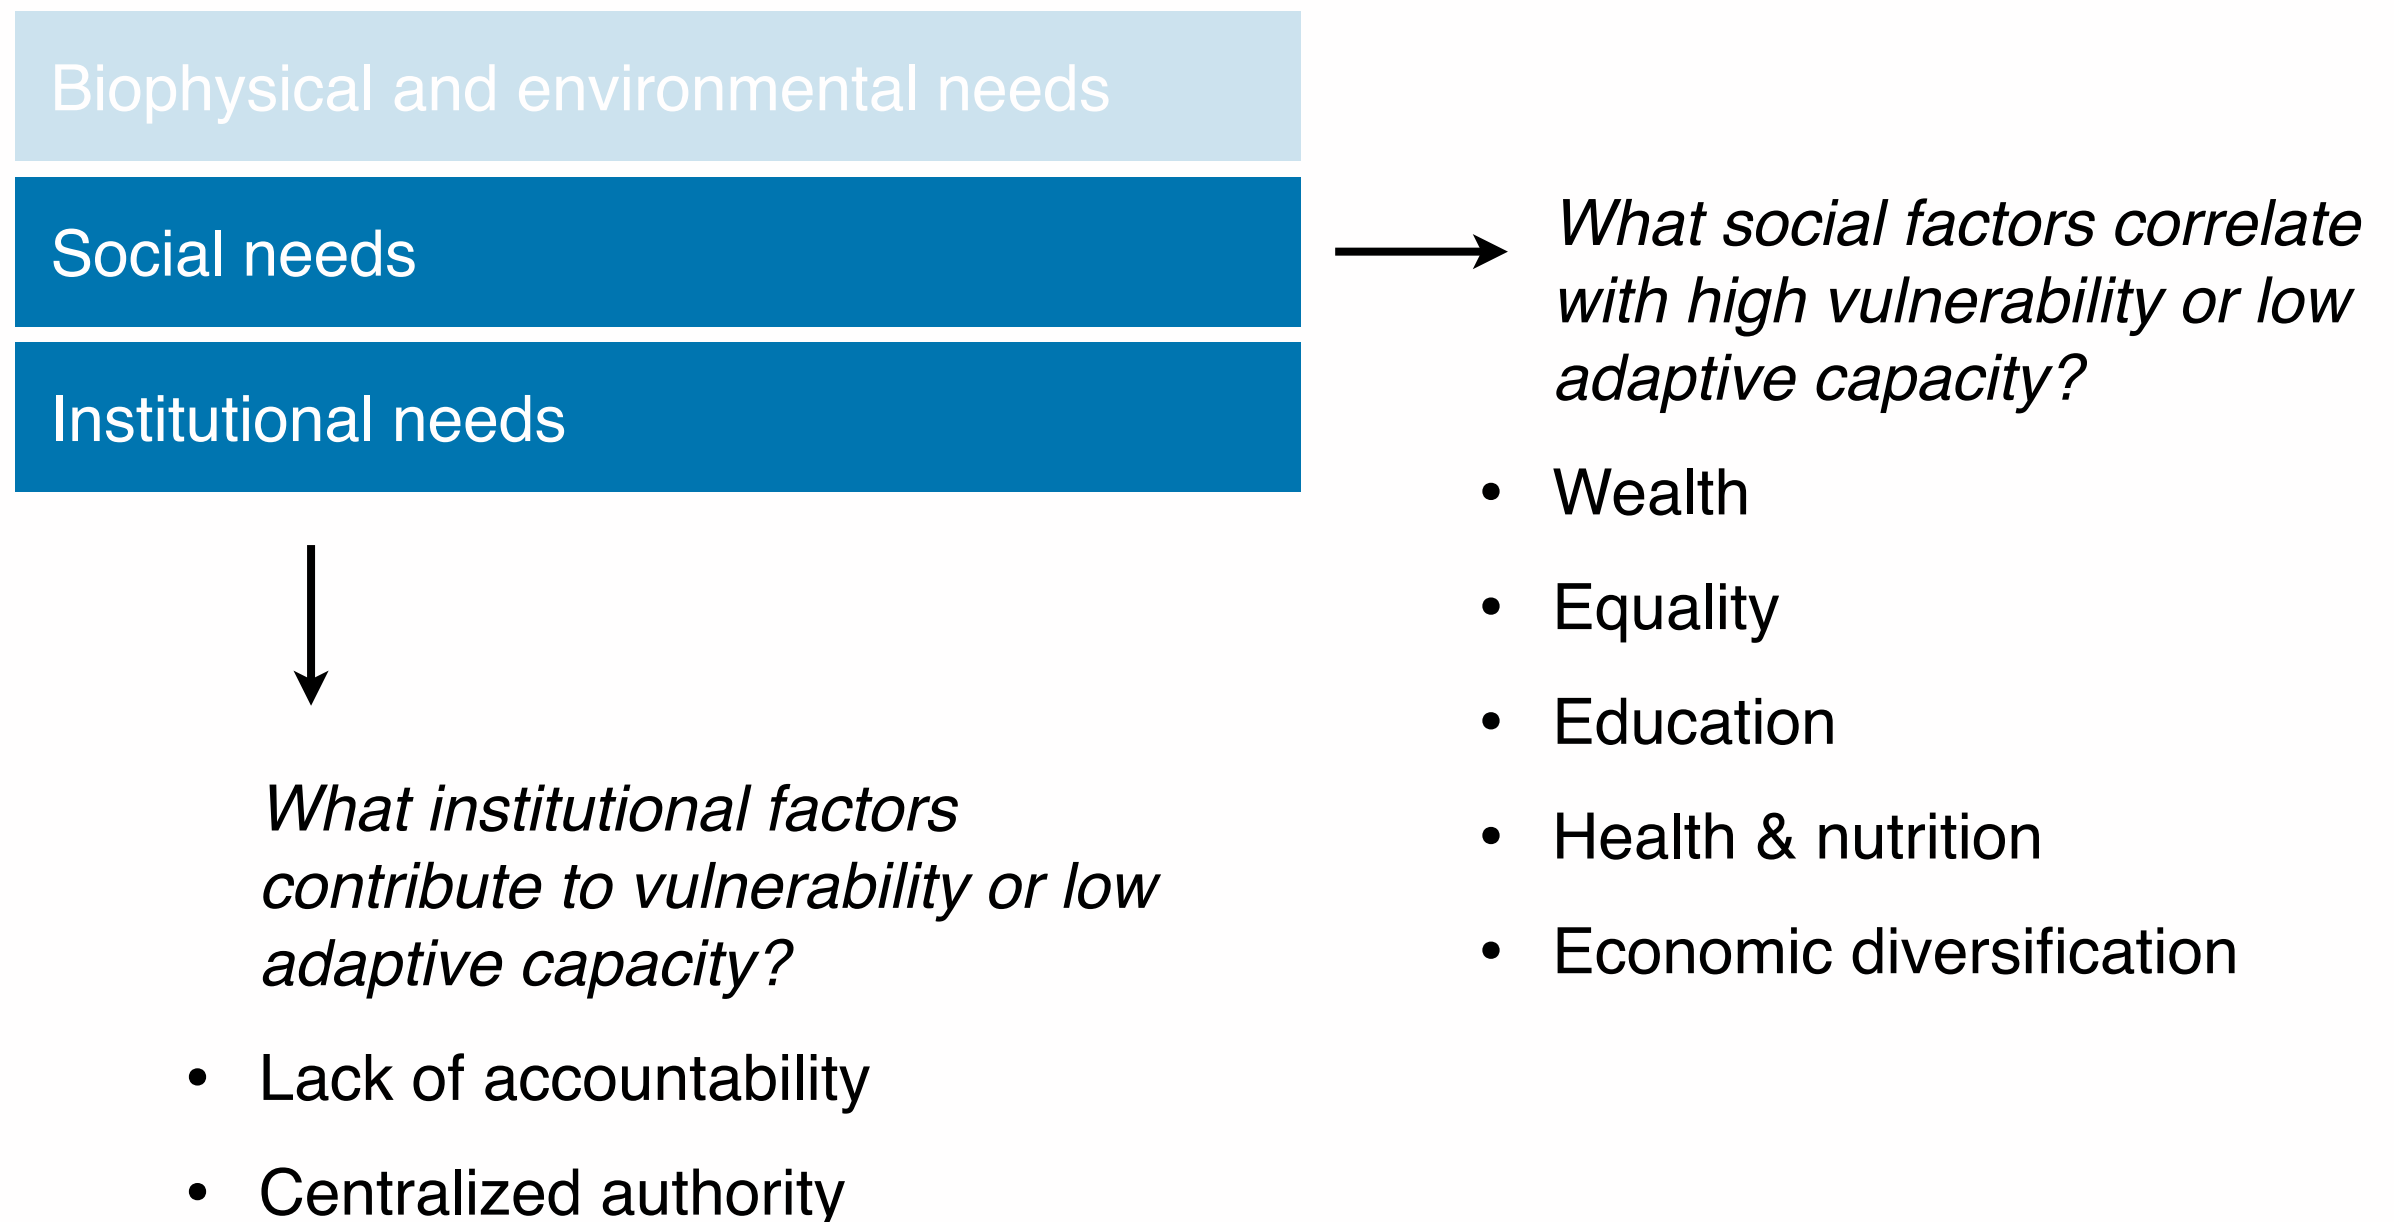 Biophysical and environmental needs
Social needs
Institutional needs
What social factors correlate
with high vulnerability or low
adaptive capacity?
• Wealth
• Equality
• Education
• Health & nutrition
• Economic diversification
What institutional factors
contribute to vulnerability or low
adaptive capacity?
• Lack of accountability
• Centralized authority